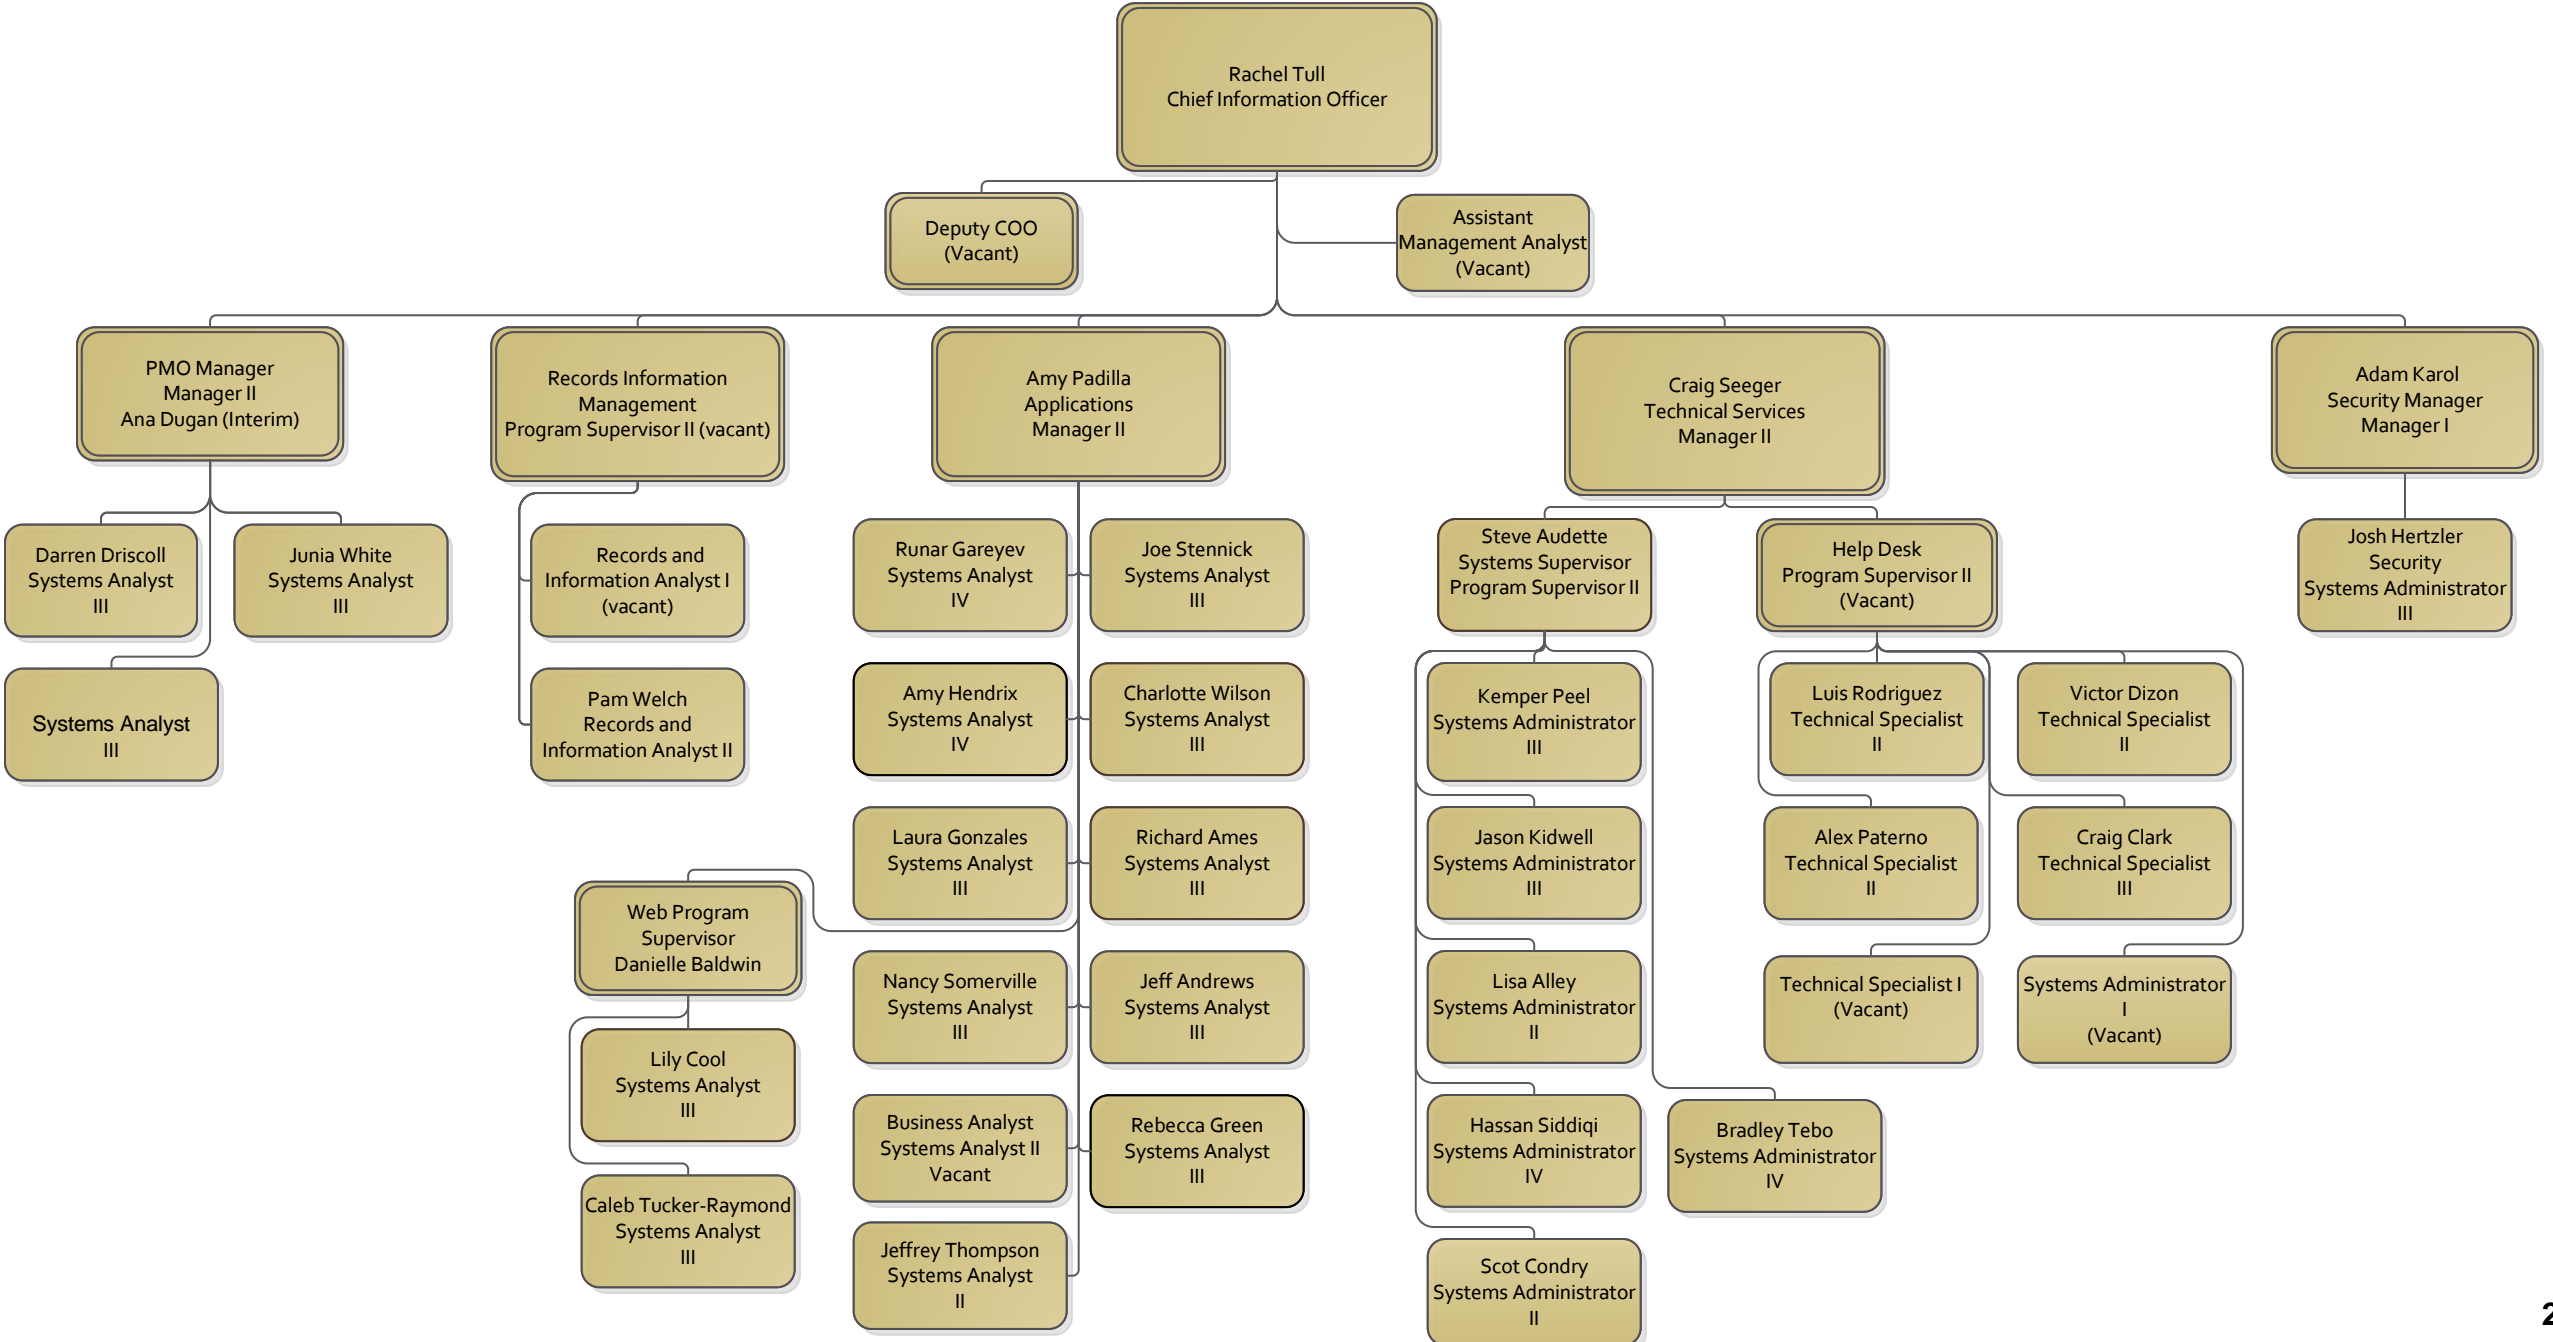 Rachel Tull
Chief Information Officer
Deputy COO
(Vacant)
Assistant
Management Analyst
(Vacant)
PMO Manager
Manager II
Ana Dugan (Interim)
Records Information
Management
Program Supervisor II (vacant)
Amy Padilla
Applications
Manager II
Craig Seeger
Technical Services
Manager II
Adam Karol
Security Manager
Manager I
Darren Driscoll
Systems Analyst
III
Junia White
Systems Analyst
III
Systems Analyst
III
Records and
Information Analyst I
(vacant)
Pam Welch
Records and
Information Analyst II
Runar Gareyev
Systems Analyst
IV
Joe Stennick
Systems Analyst
III
Amy Hendrix
Systems Analyst
IV
Charlotte Wilson
Systems Analyst
III
Laura Gonzales
Systems Analyst
III
Richard Ames
Systems Analyst
III
Web Program
Supervisor
Danielle Baldwin
Lily Cool
Systems Analyst
III
Caleb Tucker-Raymond
Systems Analyst
III
Nancy Somerville
Systems Analyst
III
Jeff Andrews
Systems Analyst
III
Business Analyst
Systems Analyst II
Vacant
Rebecca Green
Systems Analyst
III
Jeffrey Thompson
Systems Analyst
II
Steve Audette
Systems Supervisor
Program Supervisor II
Help Desk
Program Supervisor II
(Vacant)
Josh Hertzler
Security
Systems Administrator
III
Kemper Peel
Systems Administrator
III
Jason Kidwell
Systems Administrator
III
Lisa Alley
Systems Administrator
II
Hassan Siddiqi
Systems Administrator
IV
Scot Condry
Systems Administrator
II
Bradley Tebo
Systems Administrator
IV
Luis Rodriguez
Technical Specialist
II
Victor Dizon
Technical Specialist
II
Alex Paterno
Technical Specialist
II
Craig Clark
Technical Specialist
III
Technical Specialist I
(Vacant)
Systems Administrator
I
(Vacant)
2